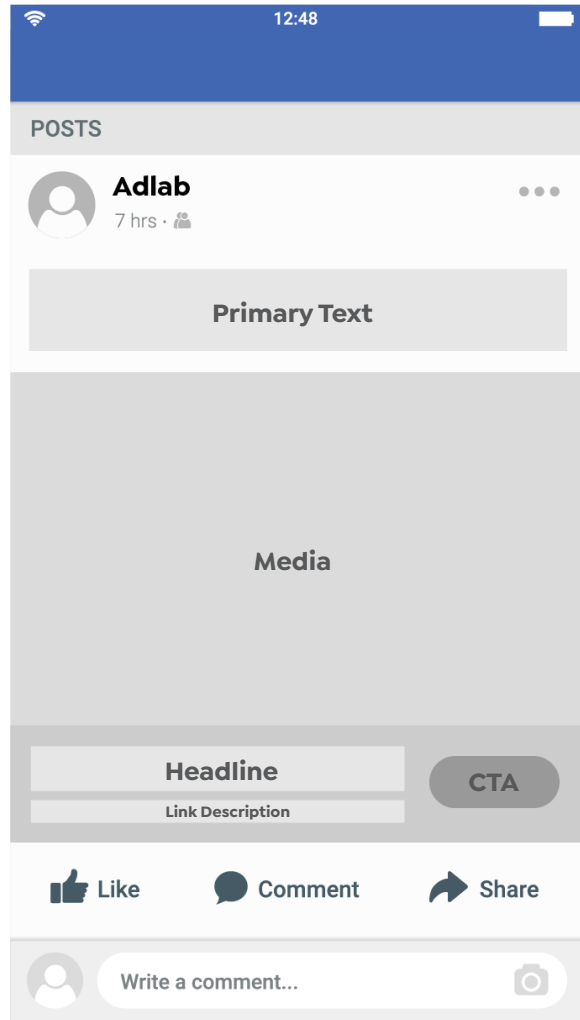 12:48
POSTS
Adlab
7 hrs ·
Primary Text
Media
Headline
CTA
Link Description
Like
Comment
Share
Write a comment...